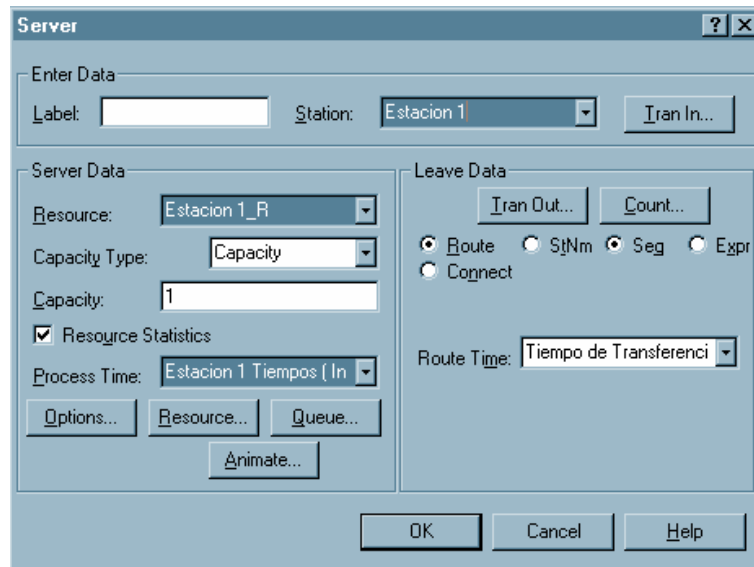 Server
Enter Data
Label: Station: Estacion 1 Tran In...
Server Data
Resource: Estacion 1_R
Capacity Type: Capacity
Capacity: 1
Resource Statistics
Process Time: Estacion 1 Tiempos ( In
Options... Resource... Queue...
Animate...
Leave Data
Tran Out... Count...
Route StNm Seg Expr
Connect
Route Time: Tiempo de Transferenci
OK Cancel Help